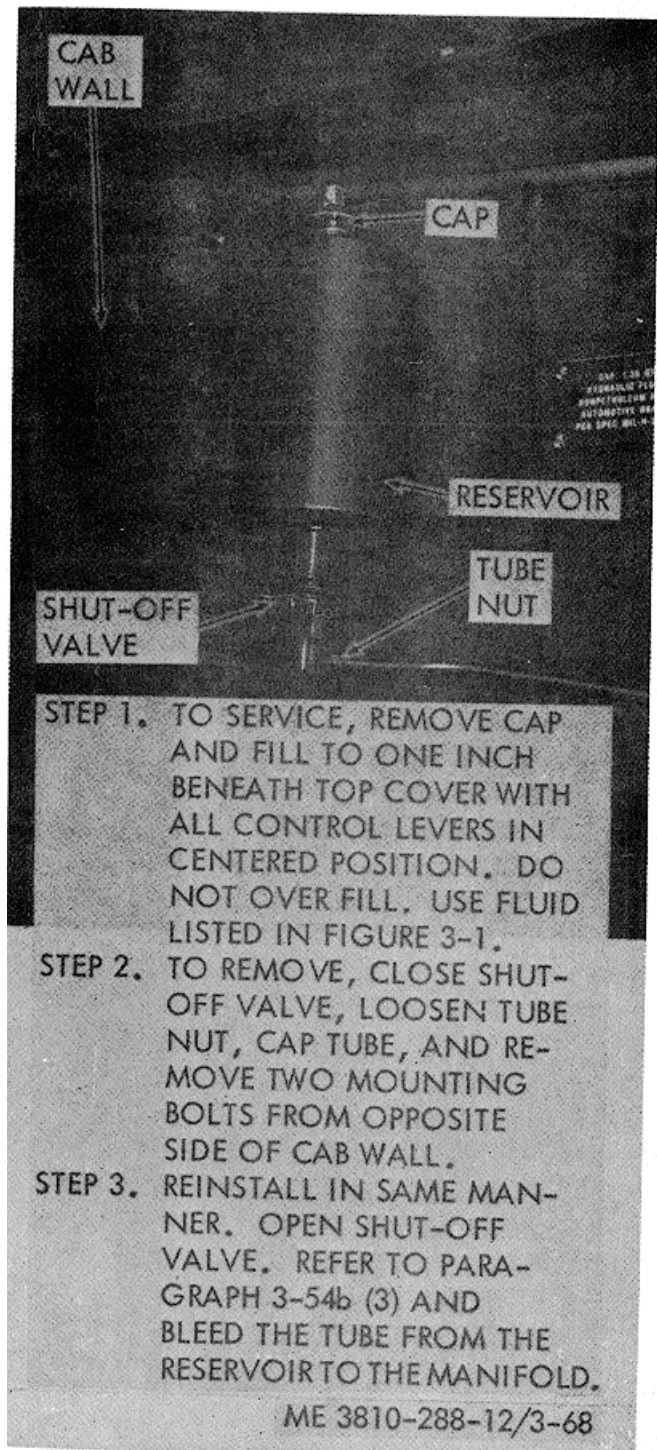 CAB
WALL
CAP
RESERVOIR
TUBE
NUT
SHUT-OFF
VALVE
STEP 1. TO SERVICE, REMOVE CAP
AND FILL TO ONE INCH
BENEATH TOP COVER WITH
ALL CONTROL LEVERS IN
CENTERED POSITION. DO
NOT OVER FILL. USE FLUID
LISTED IN FIGURE 3-1.
STEP 2. TO REMOVE, CLOSE SHUT-
OFF VALVE, LOOSEN TUBE
NUT, CAP TUBE, AND RE-
MOVE TWO MOUNTING
BOLTS FROM OPPOSITE
SIDE OF CAB WALL.
STEP 3. REINSTALL IN SAME MAN-
NER. OPEN SHUT-OFF
VALVE. REFER TO PARA-
GRAPH 3-54b (3) AND
BLEED THE TUBE FROM THE
RESERVOIR TO THE MANIFOLD.
ME 3810-288-12/3-68